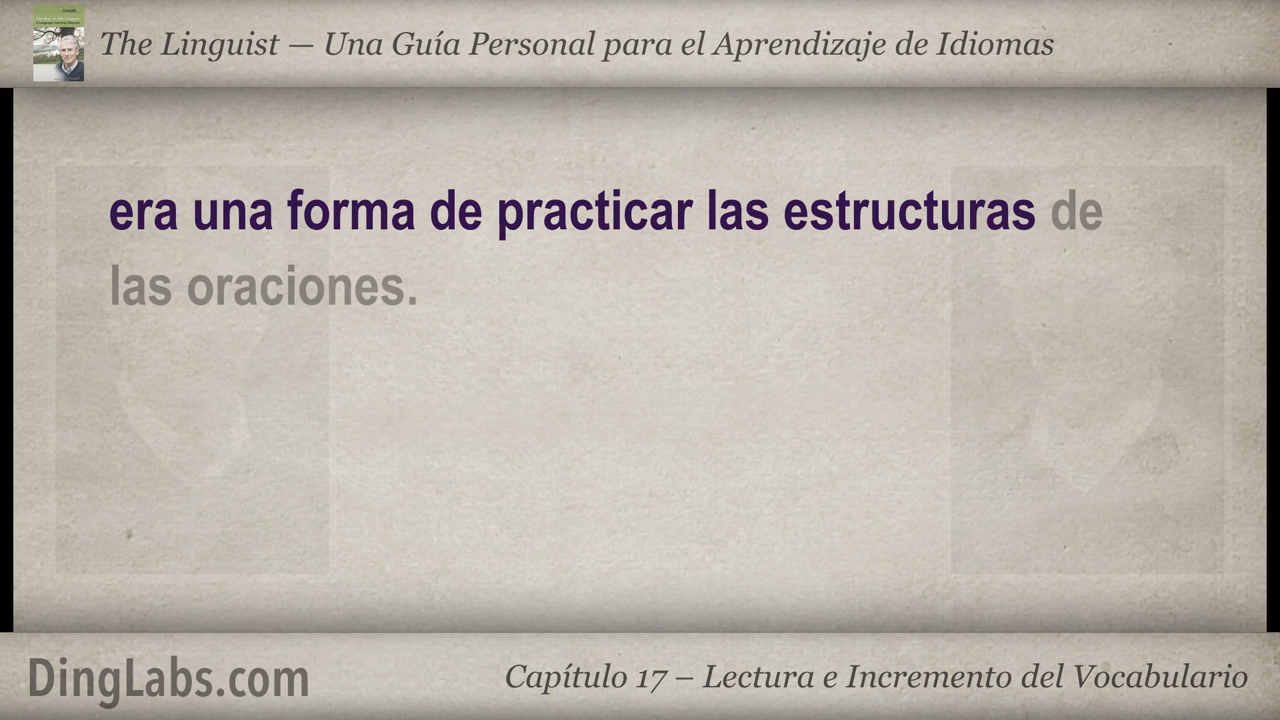 The Linguist — Una Guía Personal para el Aprendizaje de Idiomas
era una forma de practicar las estructuras de
las oraciones.
DingLabs.com
Capítulo 17 – Lectura e Incremento del Vocabulario